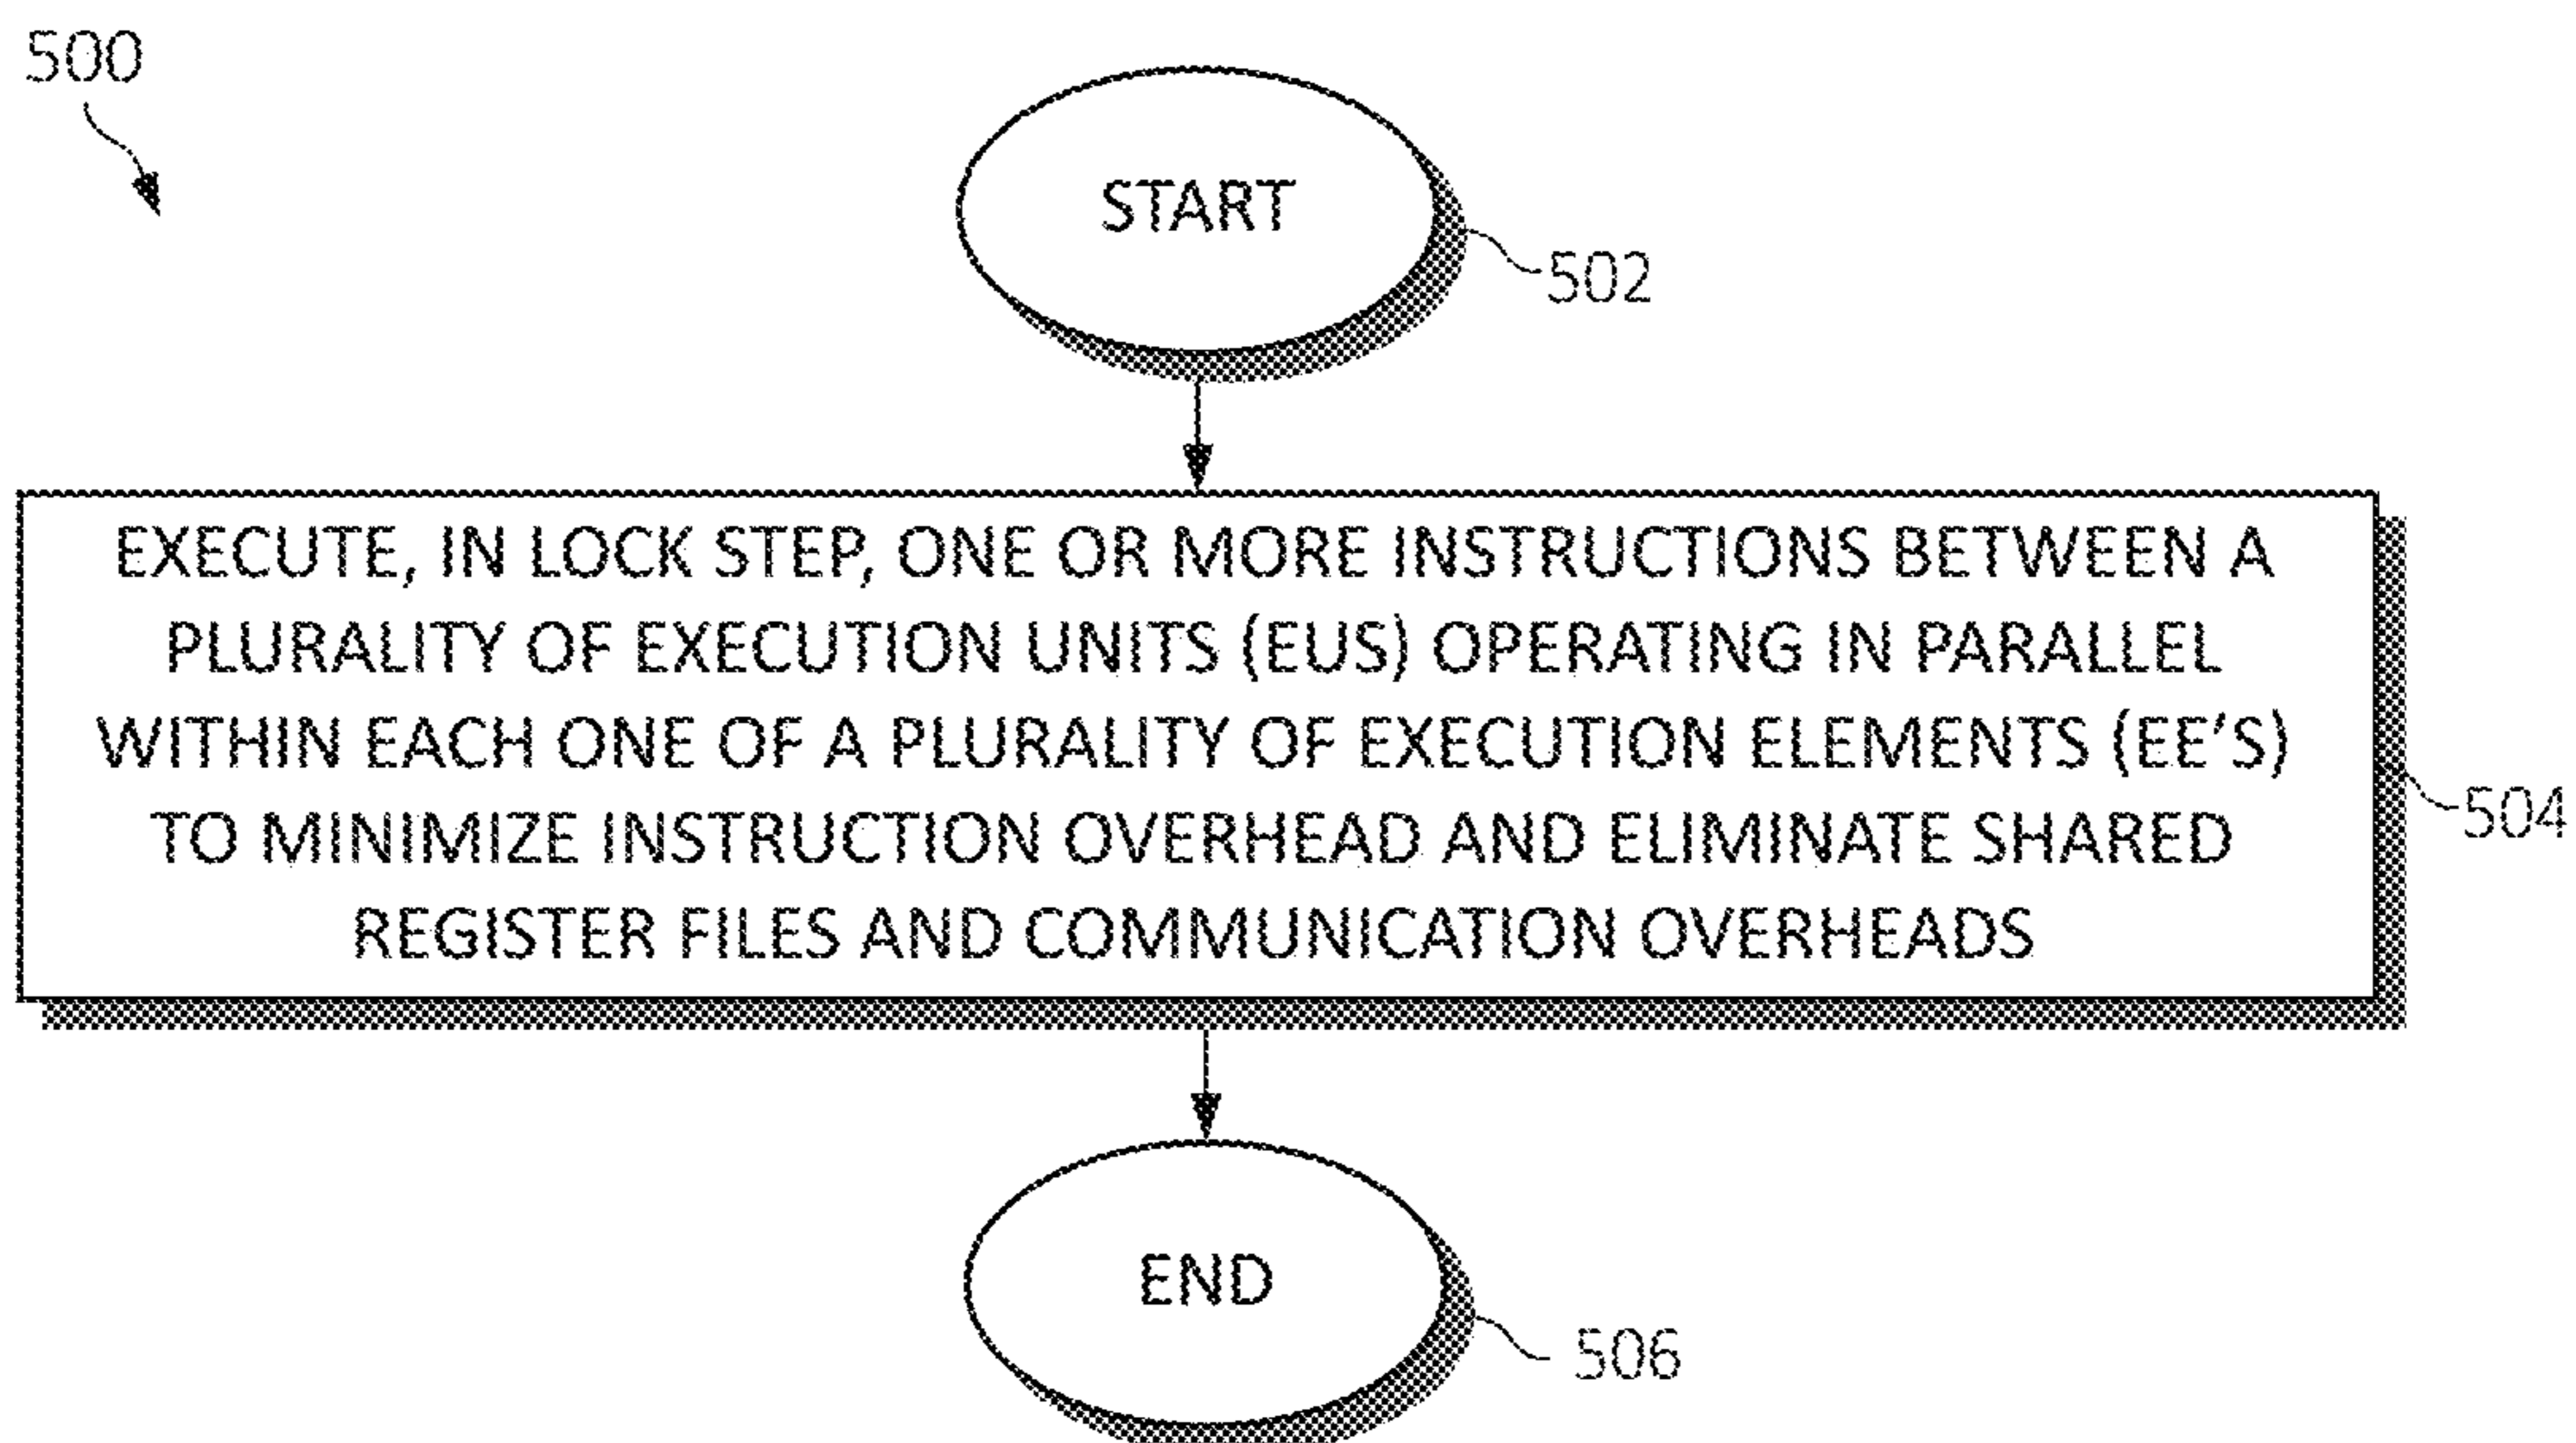 500
START
502
EXECUTE, IN LOCK STEP, ONE OR MORE INSTRUCTIONS BETWEEN A
PLURALITY OF EXECUTION UNITS (EUS) OPERATING IN PARALLEL
WITHIN EACH ONE OF A PLURALITY OF EXECUTION ELEMENTS (EE'S)
TO MINIMIZE INSTRUCTION OVERHEAD AND ELIMINATE SHARED
REGISTER FILES AND COMMUNICATION OVERHEADS
504
END
506